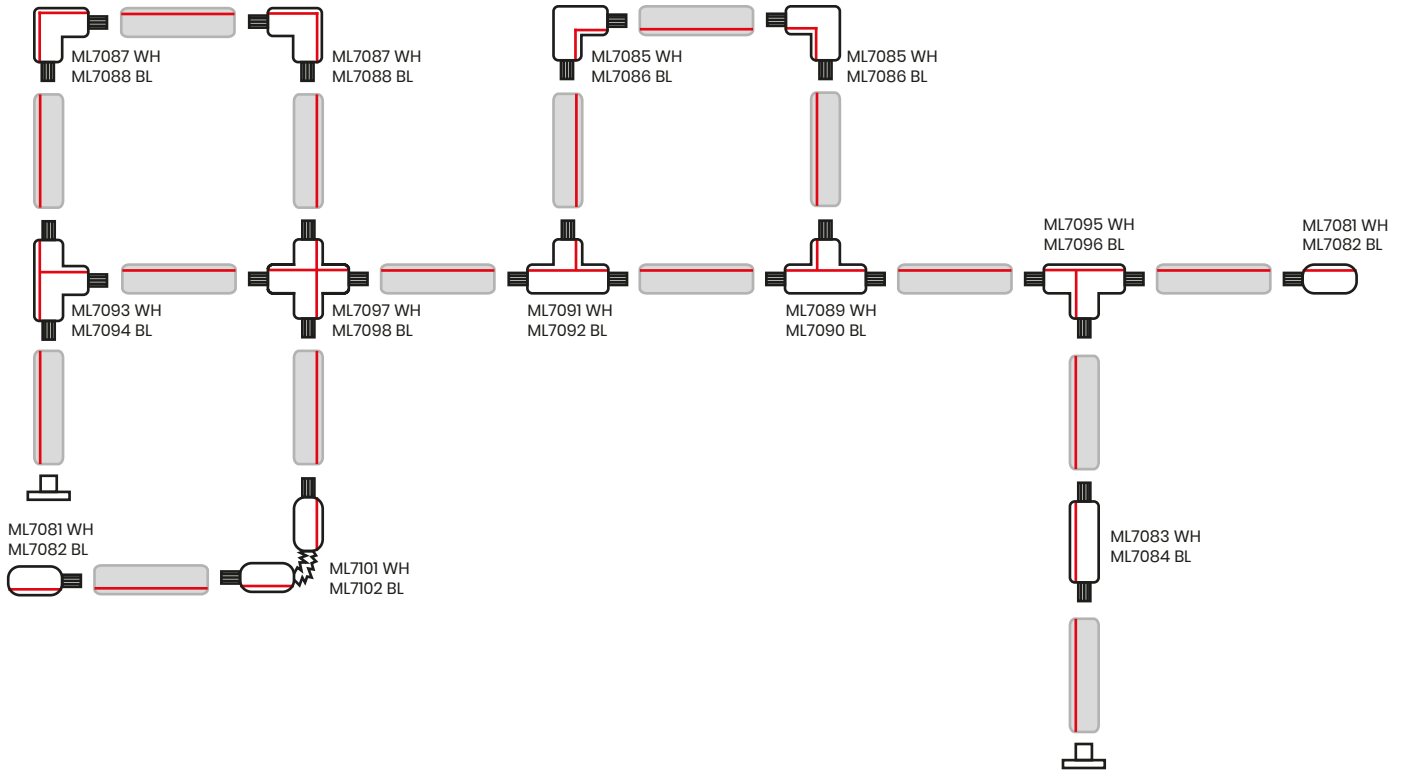 ML7087 WH
ML7088 BL
ML7087 WH
ML7088 BL
ML7085 WH
ML7086 BL
ML7085 WH
ML7086 BL
ML7095 WH
ML7096 BL
ML7081 WH
ML7082 BL
ML7093 WH
ML7094 BL
ML7097 WH
ML7098 BL
ML7091 WH
ML7092 BL
ML7089 WH
ML7090 BL
ML7081 WH
ML7082 BL
ML7101 WH
ML7102 BL
ML7083 WH
ML7084 BL